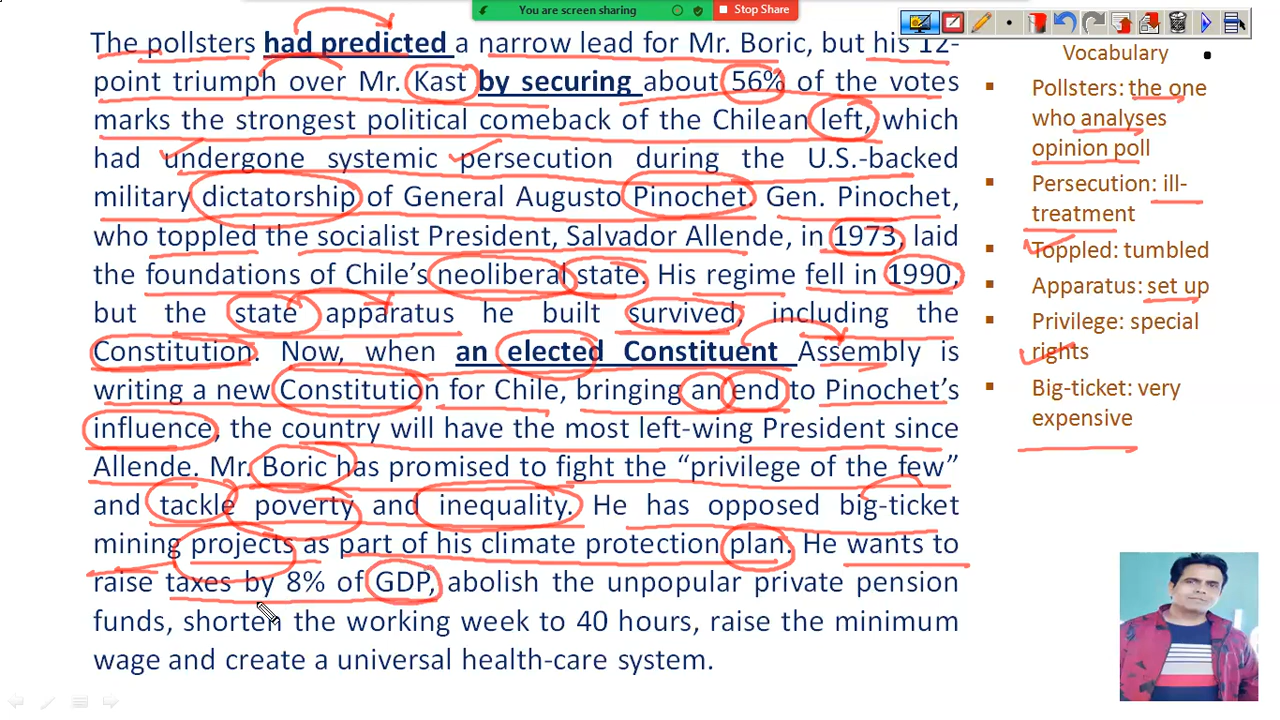 You are screen sharing
Stop Share
The pollsters had predicted a narrow lead for Mr. Boric, but his 12-
point triumph over Mr. Kast by securing about 56% of the votes
marks the strongest political comeback of the Chilean left, which
had undergone systemic persecution during the U.S.-backed
military dictatorship of General Augusto Pinochet. Gen. Pinochet,
who toppled the socialist President, Salvador Allende, in 1973, laid
the foundations of Chile’s neoliberal state. His regime fell in 1990,
but the state apparatus he built survived, including the
Constitution. Now, when an elected Constituent Assembly is
writing a new Constitution for Chile, bringing an end to Pinochet’s
influence, the country will have the most left-wing President since
Allende. Mr. Boric has promised to fight the “privilege of the few”
and tackle poverty and inequality. He has opposed big-ticket
mining projects as part of his climate protection plan. He wants to
raise taxes by 8% of GDP, abolish the unpopular private pension
funds, shorten the working week to 40 hours, raise the minimum
wage and create a universal health-care system.
Vocabulary
Pollsters: the one
who analyses
opinion poll
Persecution: ill-
treatment
Toppled: tumbled
Apparatus: set up
Privilege: special
rights
Big-ticket: very
expensive